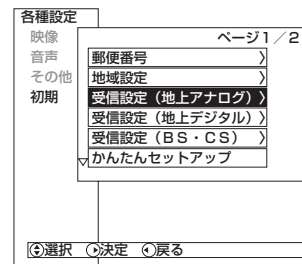 各種設定
映像
音声
その他
初期
ページ1／2
郵便番号 〉
地域設定 〉
受信設定（地上アナログ）〉
受信設定（地上デジタル）〉
受信設定（ＢＳ・ＣＳ） 〉
かんたんセットアップ
選択 決定 戻る